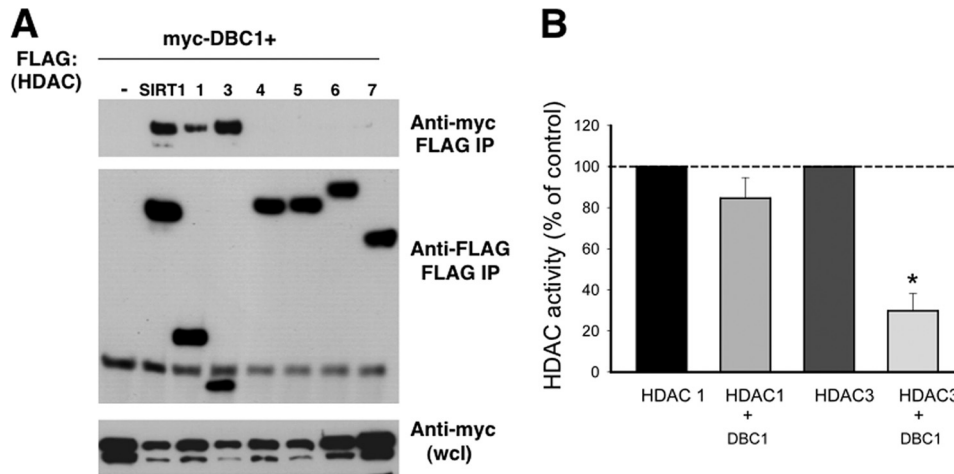 A
myc-DBC1+
FLAG:
(HDAC)
- SIRT1 1 3 4 5 6 7
Anti-myc
FLAG IP
Anti-FLAG
FLAG IP
Anti-myc
(wcl)
B
HDAC activity (% of control)
120
100
80
60
40
20
0
*
HDAC 1
HDAC1
+
DBC1
HDAC3
HDAC3
+
DBC1